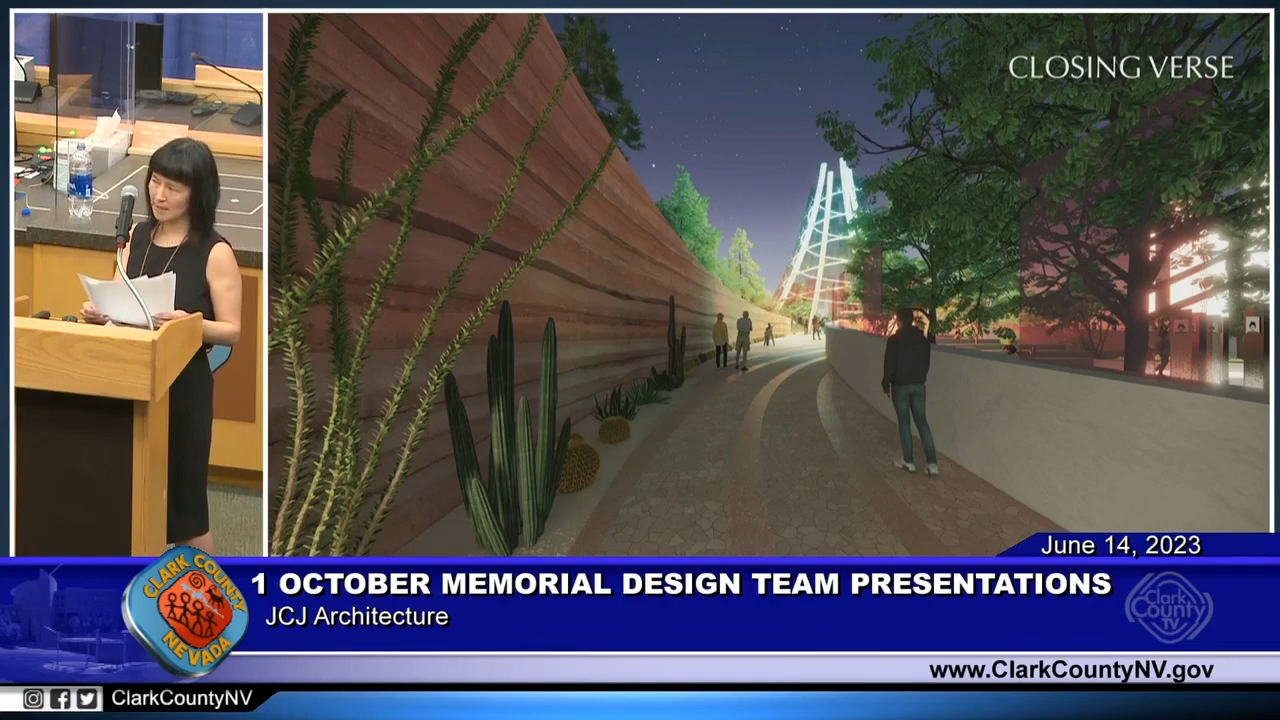 CLOSING VERSE
June 14, 2023
1 OCTOBER MEMORIAL DESIGN TEAM PRESENTATIONS
JCJ Architecture
CLARK COUNTY
NEVADA
Clark
County
TV
www.ClarkCountyNV.gov
ClarkCountyNV